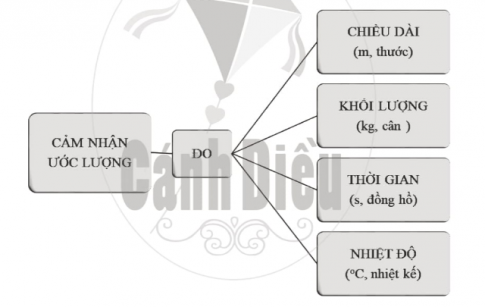 CHIỀU DÀI
(m, thước)
KHỐI LƯỢNG
(kg, cân )
CẢM NHẬN
ƯỚC LƯỢNG
ĐO
Cánh Diều
THỜI GIAN
(s, đồng hồ)
NHIỆT ĐỘ
(°C, nhiệt kế)